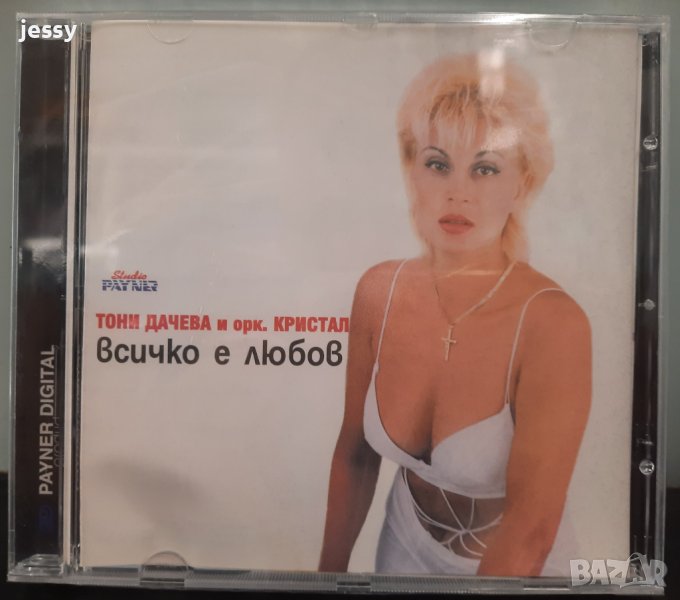 jessy
Studio
PAYNER
ТОНИ ДАЧЕВА и орк. КРИСТАЛ
всичко е любов
PAYNER DIGITAL
BAZAR